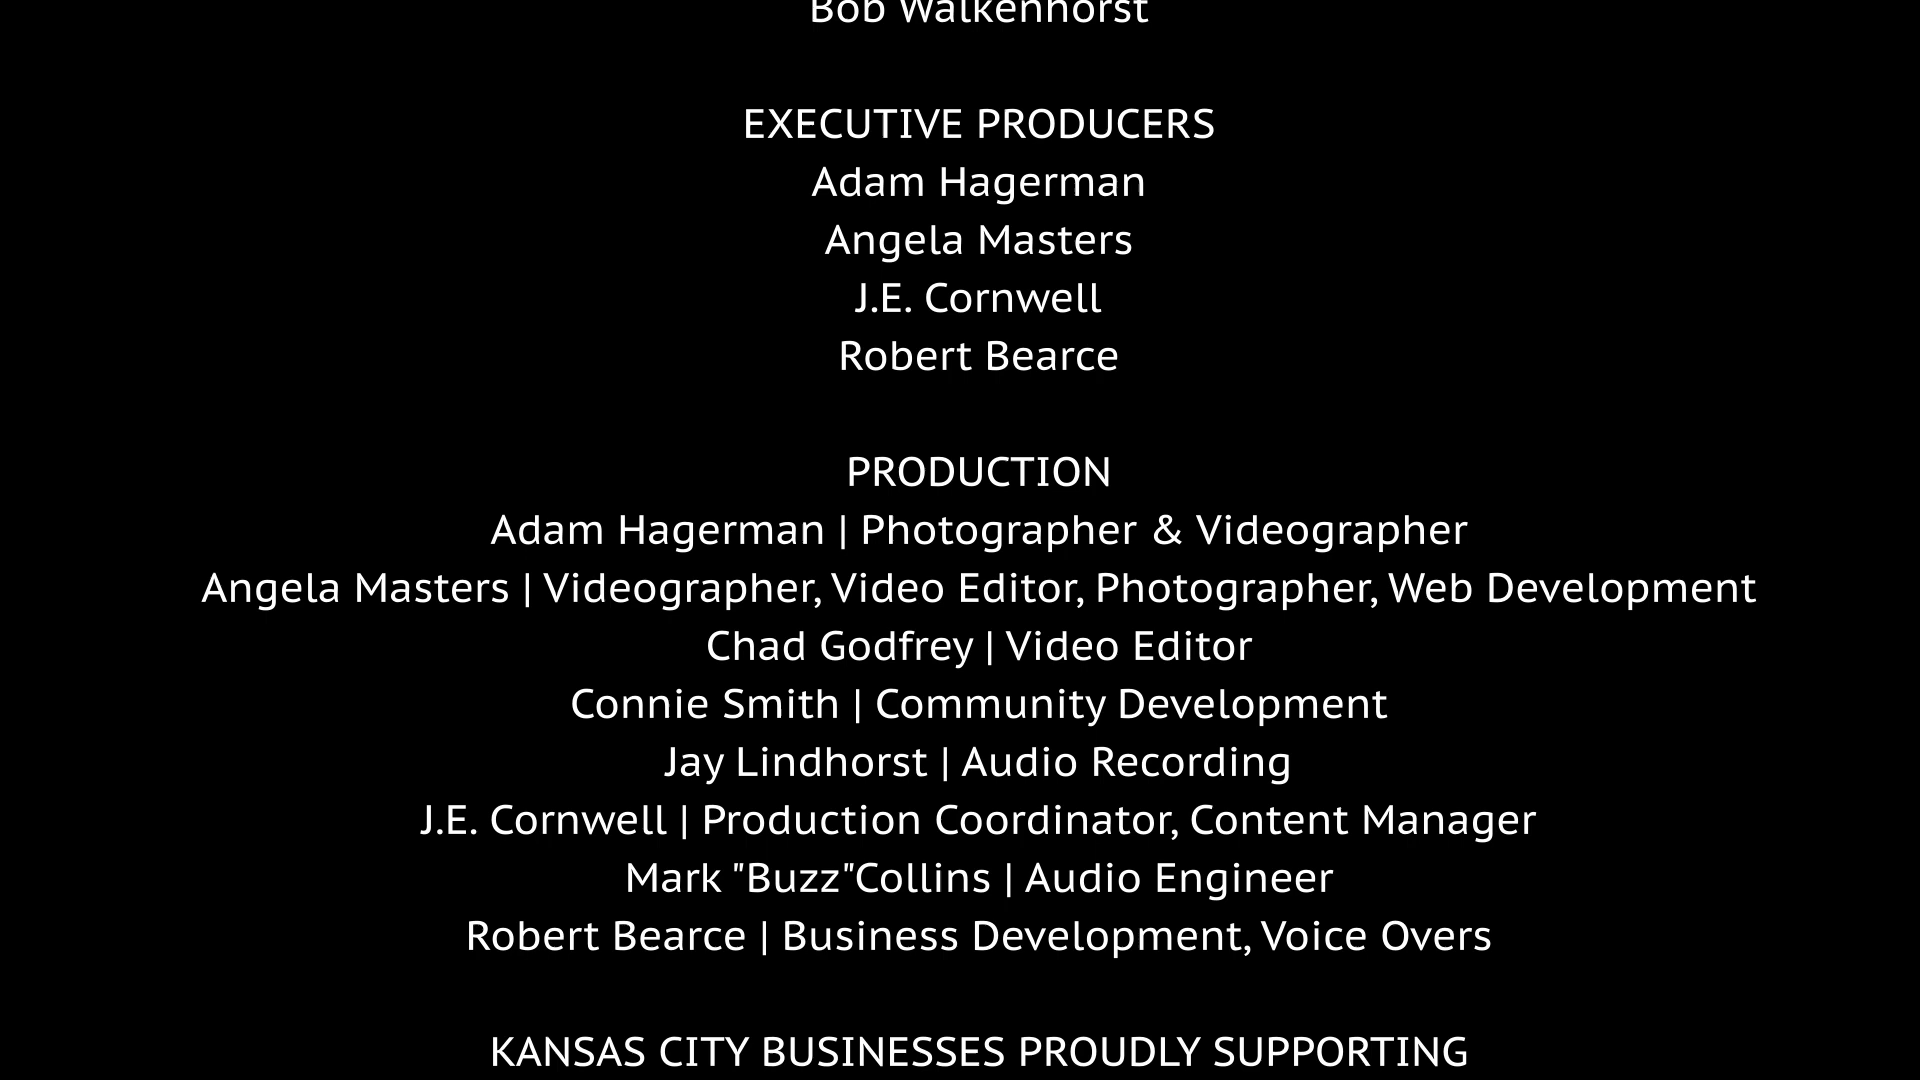 Bob Walkenhorst
EXECUTIVE PRODUCERS
Adam Hagerman
Angela Masters
J.E. Cornwell
Robert Bearce
PRODUCTION
Adam Hagerman | Photographer & Videographer
Angela Masters | Videographer, Video Editor, Photographer, Web Development
Chad Godfrey | Video Editor
Connie Smith | Community Development
Jay Lindhorst | Audio Recording
J.E. Cornwell | Production Coordinator, Content Manager
Mark "Buzz"Collins | Audio Engineer
Robert Bearce | Business Development, Voice Overs
KANSAS CITY BUSINESSES PROUDLY SUPPORTING